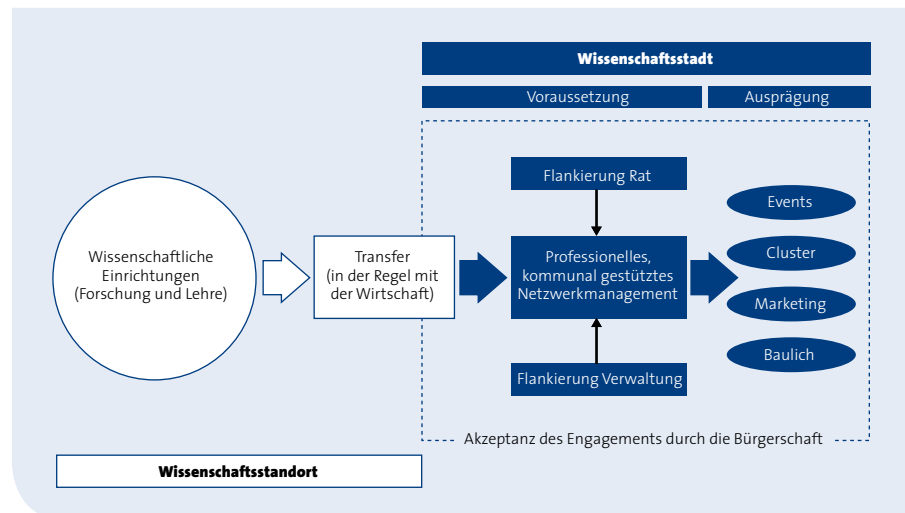 Wissenschaftsstadt
Voraussetzung
Ausprägung
Flankierung Rat
Wissenschaftliche
Einrichtungen
(Forschung und Lehre)
Transfer
(in der Regel mit
der Wirtschaft)
Professionelles,
kommunal gestütztes
Netzwerkmanagement
Events
Cluster
Marketing
Baulich
Flankierung Verwaltung
Akzeptanz des Engagements durch die Bürgerschaft
Wissenschaftsstandort